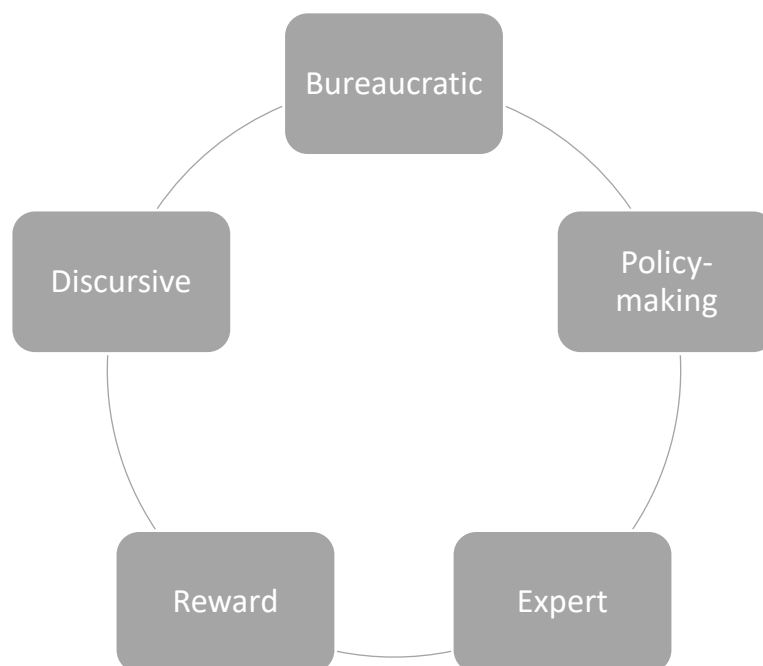 Bureaucratic
Policy-
making
Expert
Reward
Discursive